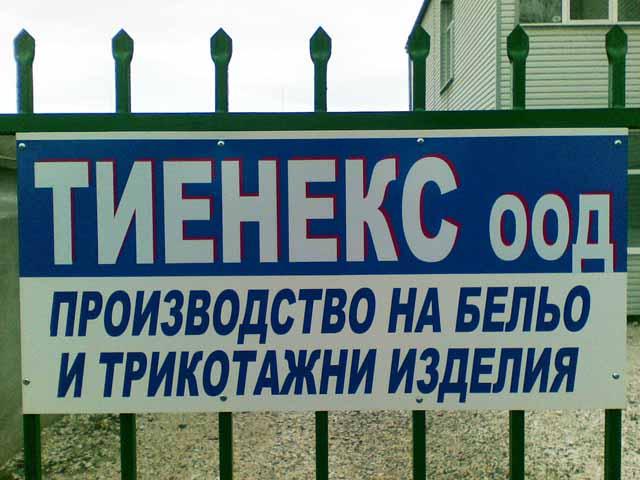 ТИЕНЕКС ООД
ПРОИЗВОДСТВО НА БЕЛЬО
И ТРИКОТАЖНИ ИЗДЕЛИЯ